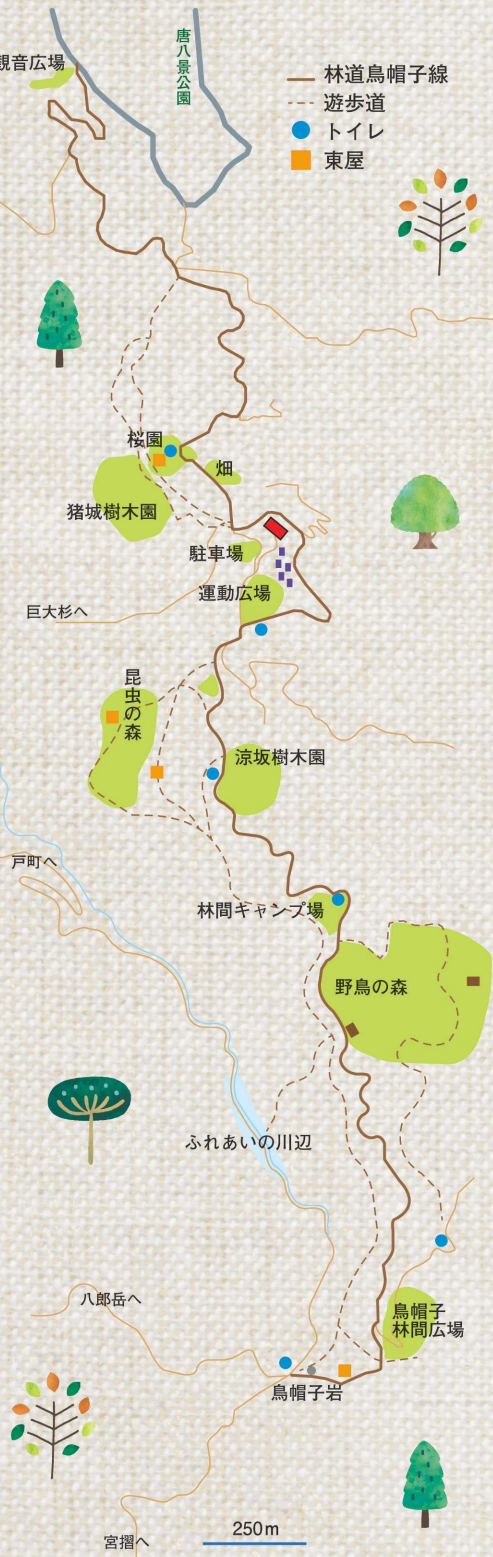 観音広場
唐八景公園
林道烏帽子線
遊歩道
トイレ
東屋
桜園
畑
猪城樹木園
駐車場
運動広場
巨大杉へ
昆虫の森
涼坂樹木園
戸町へ
林間キャンプ場
野鳥の森
ふれあいの川辺
八郎岳へ
烏帽子
林間広場
烏帽子岩
250m
宮摺へ